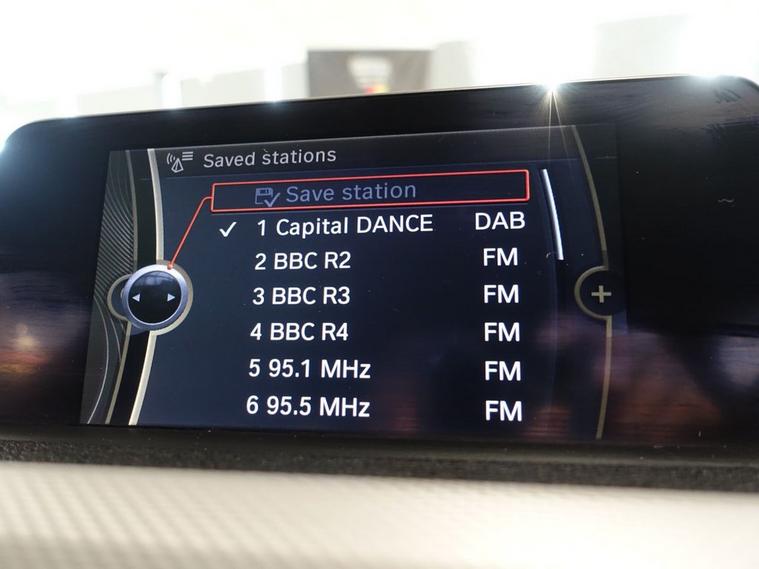 Saved stations
Save station
✓ 1 Capital DANCE DAB
2 BBC R2 FM
3 BBC R3 FM
4 BBC R4 FM
5 95.1 MHz FM
6 95.5 MHz FM